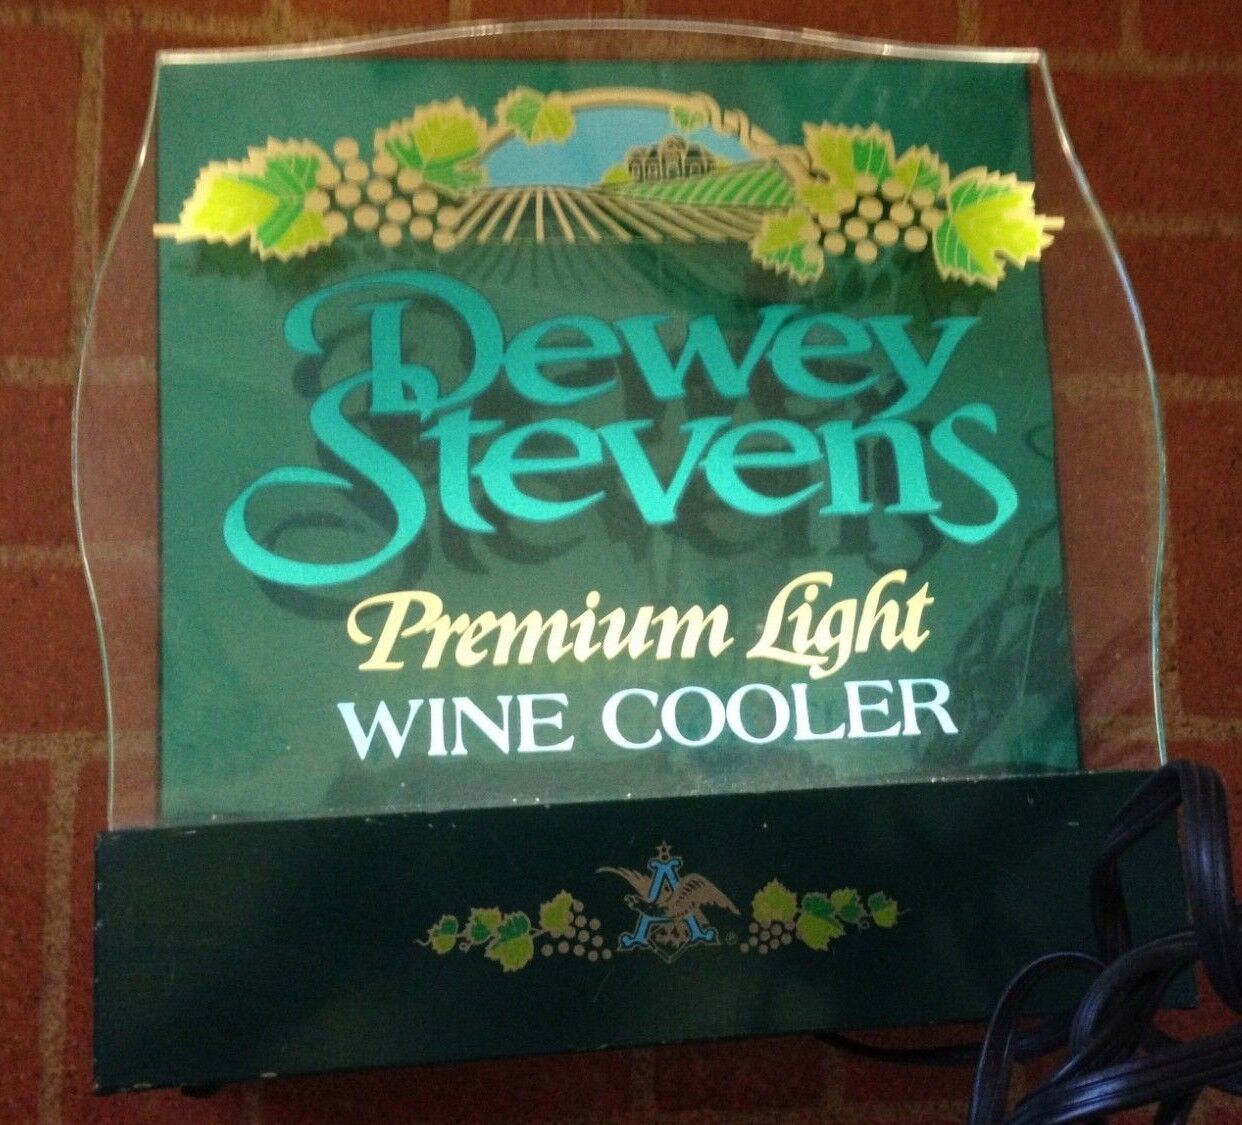 Dewey
Stevens
Premium Light
WINE COOLER
A
®